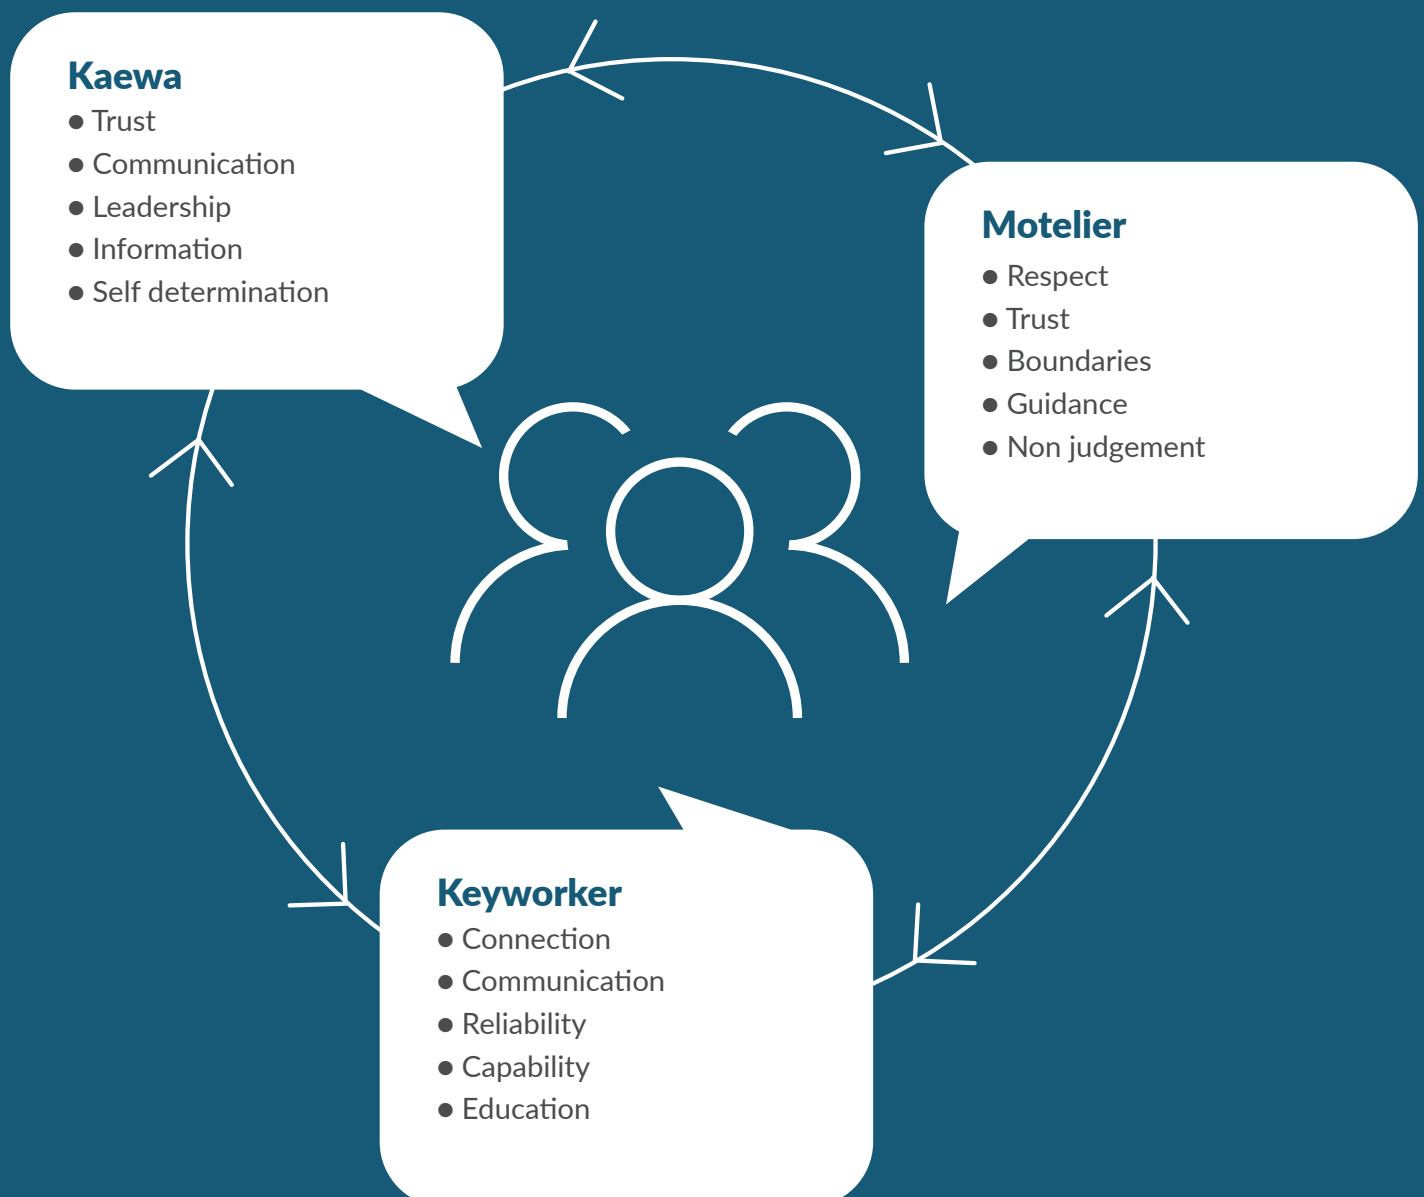 Kaewa
● Trust
● Communication
● Leadership
● Information
● Self determination
Motelier
● Respect
● Trust
● Boundaries
● Guidance
● Non judgement
Keyworker
● Connection
● Communication
● Reliability
● Capability
● Education